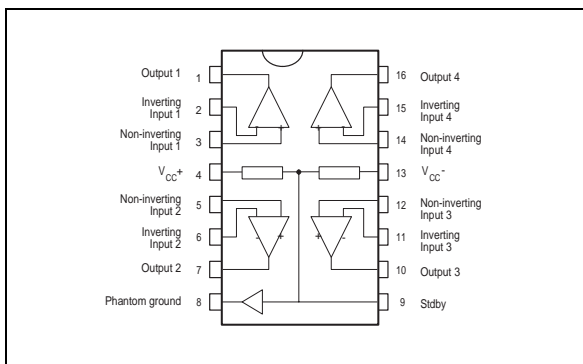 Output 1 1
Inverting
Input 1 2
Non-inverting
Input 1 3
VCC+ 4
Non-inverting
Input 2 5
Inverting
Input 2 6
Output 2 7
Phantom ground 8
16 Output 4
15 Inverting
Input 4
14 Non-inverting
Input 4
13 VCC-
12 Non-inverting
Input 3
11 Inverting
Input 3
10 Output 3
9 Stdby
- +
- +
- +
+ -